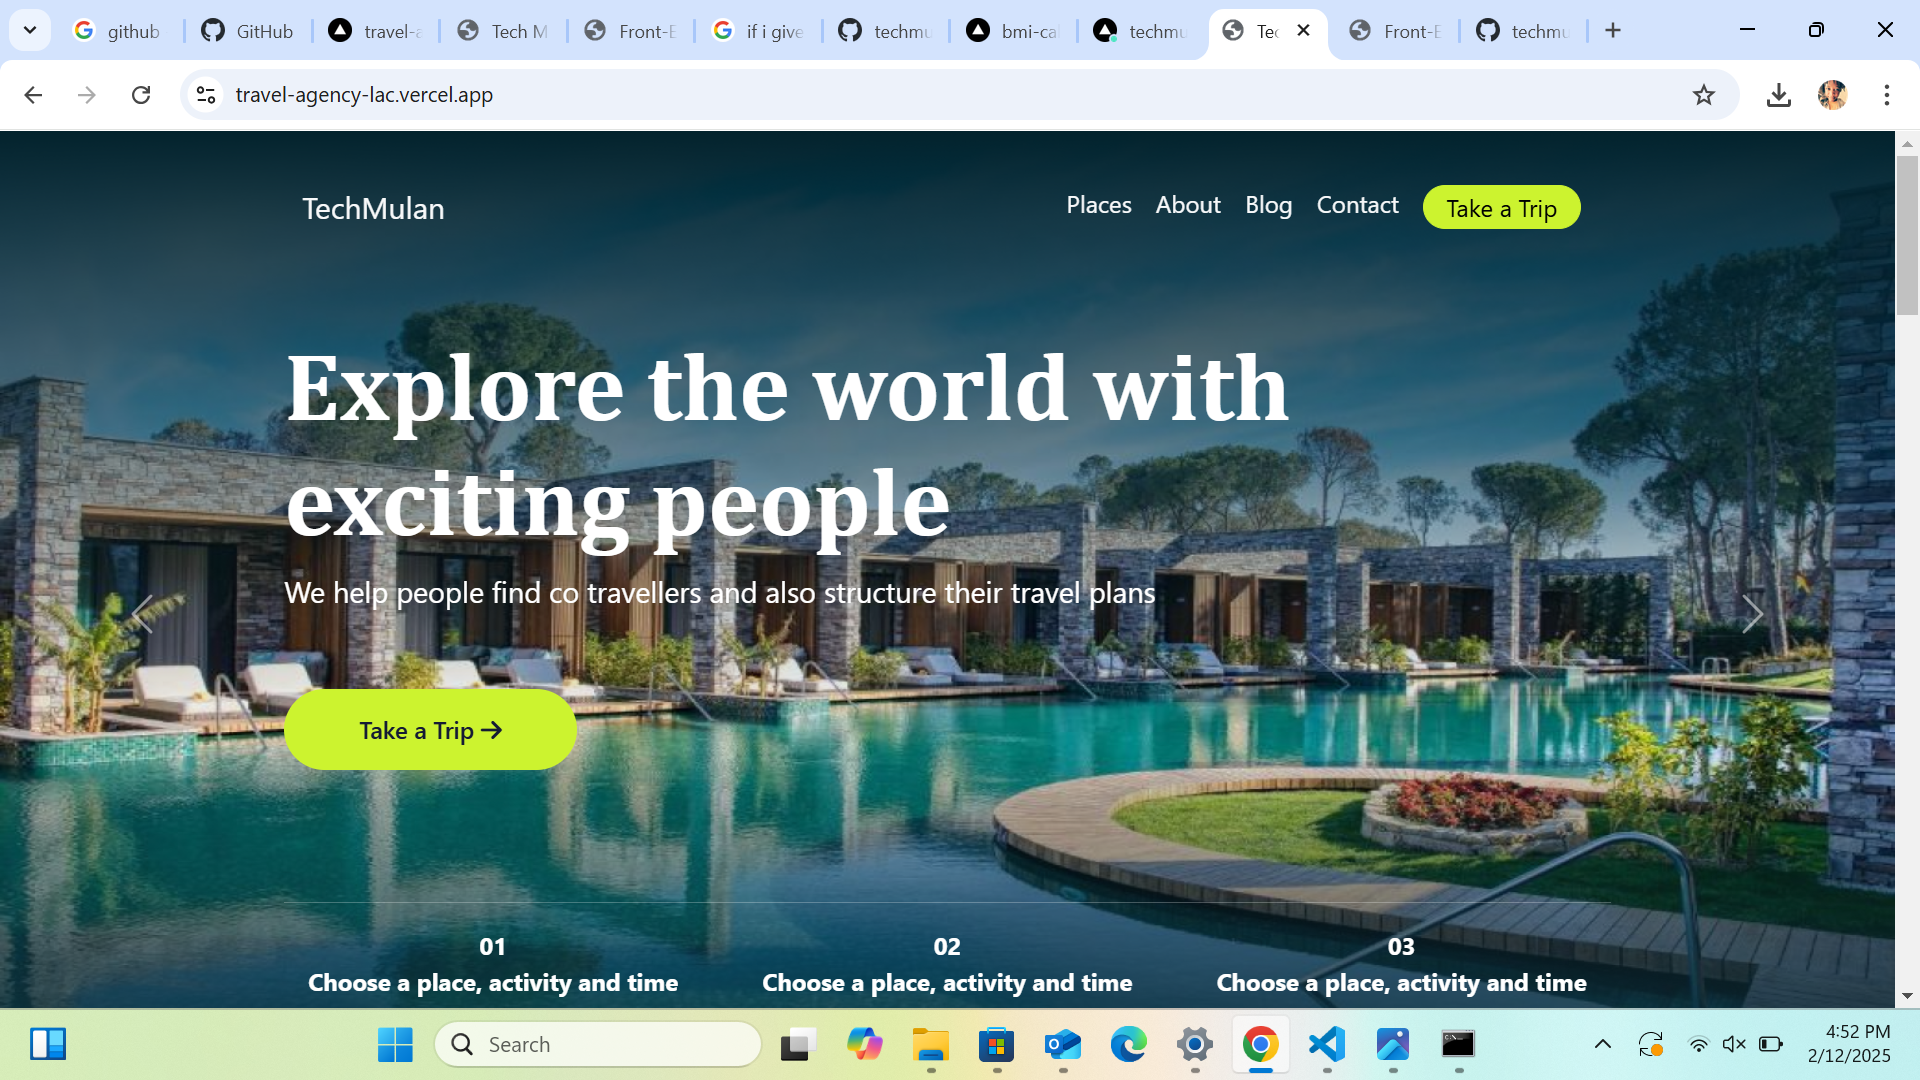 github
GitHub
travel-a
Tech M
Front-E
if i give
techmu
bmi-cal
techmu
Tec
Front-E
techmu
travel-agency-lac.vercel.app
TechMulan
Places
About
Blog
Contact
Take a Trip
Explore the world with
exciting people
We help people find co travellers and also structure their travel plans
Take a Trip →
01
02
03
Choose a place, activity and time
Choose a place, activity and time
Choose a place, activity and time
Search
4:52 PM
2/12/2025